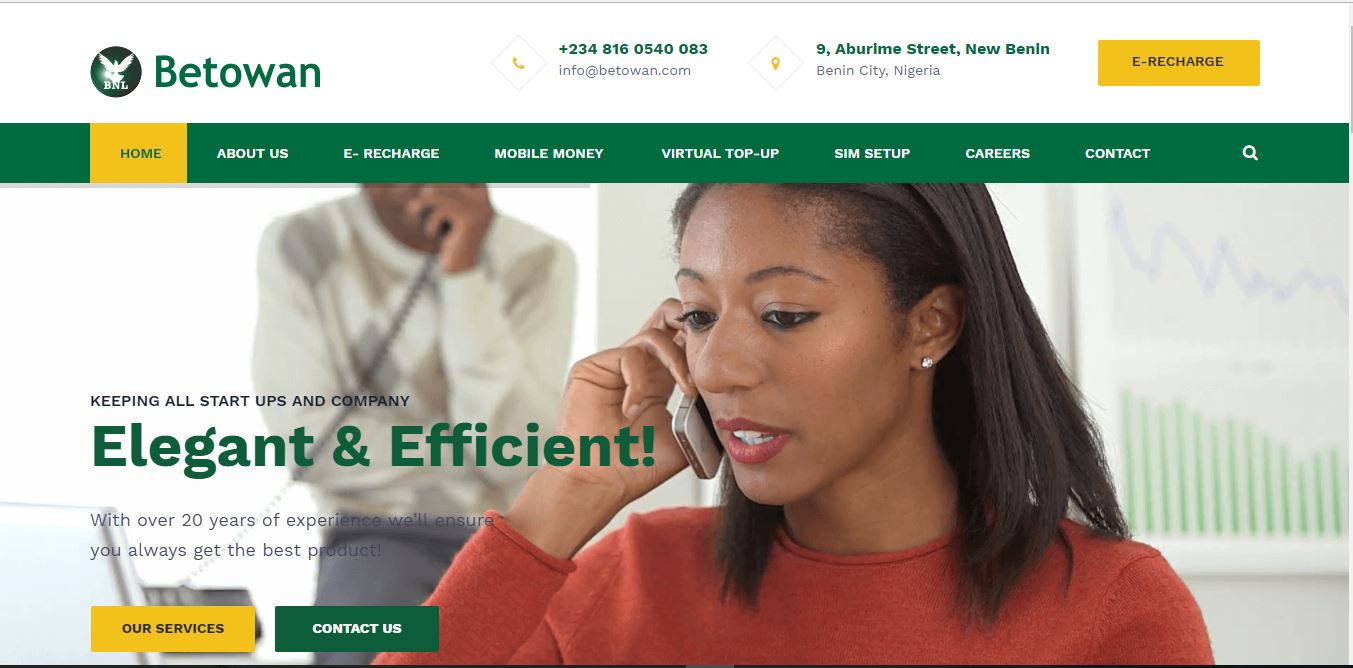 BNL
Betowan
+234 816 0540 083
info@betowan.com
9, Aburime Street, New Benin
Benin City, Nigeria
E-RECHARGE
HOME
ABOUT US
E- RECHARGE
MOBILE MONEY
VIRTUAL TOP-UP
SIM SETUP
CAREERS
CONTACT
KEEPING ALL START UPS AND COMPANY
Elegant & Efficient!
With over 20 years of experience we'll ensure
you always get the best product!
OUR SERVICES
CONTACT US